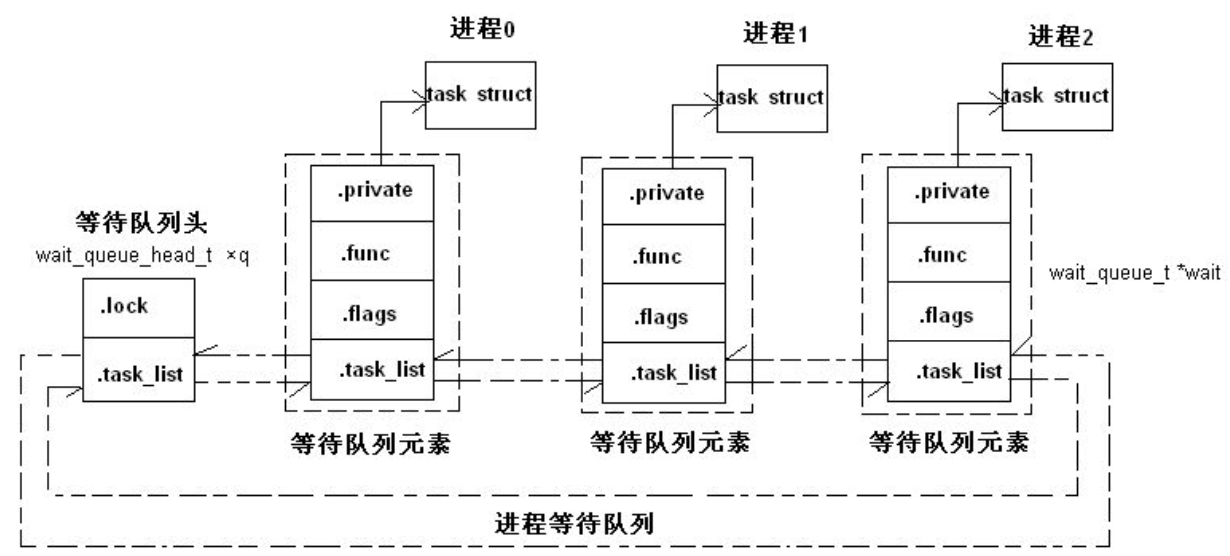 进程0
进程1
进程2
task struct
task struct
task struct
等待队列头
wait_queue_head_t ×q
.lock
.task_list
.private
.func
.flags
.task_list
等待队列元素
.private
.func
.flags
.task_list
等待队列元素
.private
.func
.flags
.task_list
等待队列元素
wait_queue_t *wait
进程等待队列